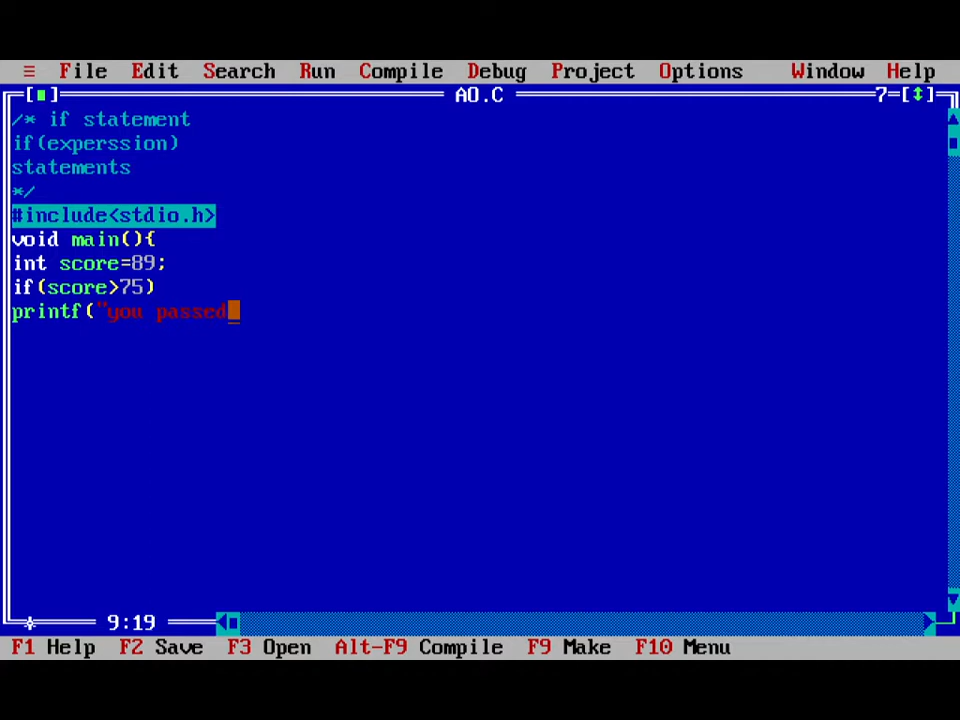 ≡ File Edit Search Run Compile Debug Project Options Window Help
[■] AO.C 7=[↕]
/* if statement
if(experssion)
statements
*/
#include<stdio.h>
void main(){
int score=89;
if(score>75)
printf("you passed
9:19
F1 Help F2 Save F3 Open Alt-F9 Compile F9 Make F10 Menu